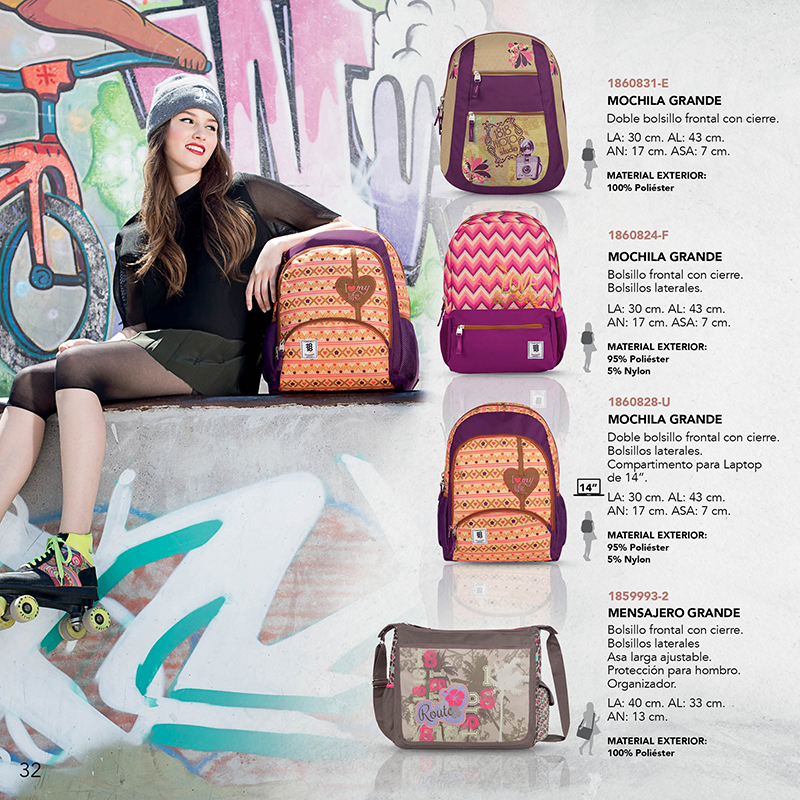 1860831-E
MOCHILA GRANDE
Doble bolsillo frontal con cierre.
LA: 30 cm. AL: 43 cm.
AN: 17 cm. ASA: 7 cm.
MATERIAL EXTERIOR:
100% Poliéster
1860824-F
MOCHILA GRANDE
Bolsillo frontal con cierre.
Bolsillos laterales.
LA: 30 cm. AL: 43 cm.
AN: 17 cm. ASA: 7 cm.
MATERIAL EXTERIOR:
95% Poliéster
5% Nylon
LOVE
I my
life
1860828-U
MOCHILA GRANDE
Doble bolsillo frontal con cierre.
Bolsillos laterales.
Compartimento para Laptop
de 14”.
14”
LA: 30 cm. AL: 43 cm.
AN: 17 cm. ASA: 7 cm.
MATERIAL EXTERIOR:
95% Poliéster
5% Nylon
I my
life
1859993-2
MENSAJERO GRANDE
Bolsillo frontal con cierre.
Bolsillos laterales
Asa larga ajustable.
Protección para hombro.
Organizador.
LA: 40 cm. AL: 33 cm.
AN: 13 cm.
MATERIAL EXTERIOR:
100% Poliéster
Route
32